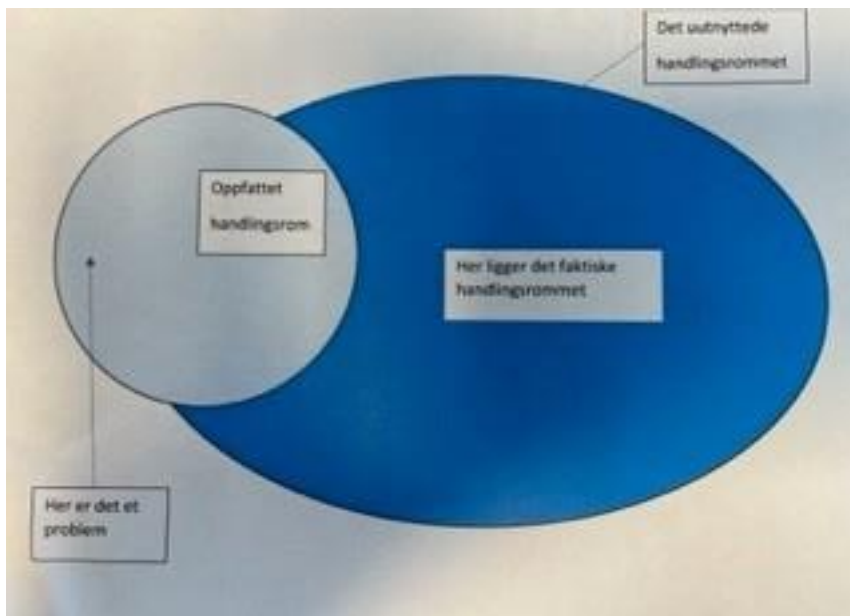 Det uutnyttede
handlingsrommet
Oppfattet
handlingsrom
Her ligger det faktiske
handlingsrommet
Her er det et
problem